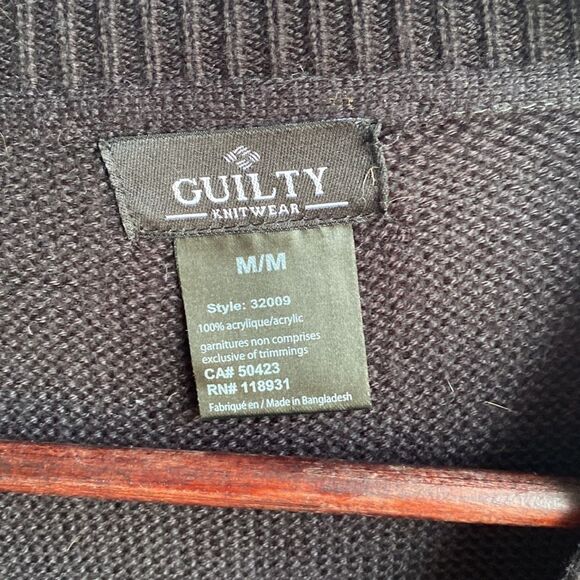 GUILTY
KNITWEAR
M/M
Style: 32009
100% acrylique/acrylic
garnitures non comprises
exclusive of trimmings
CA# 50423
RN# 118931
Fabriqué en / Made in Bangladesh